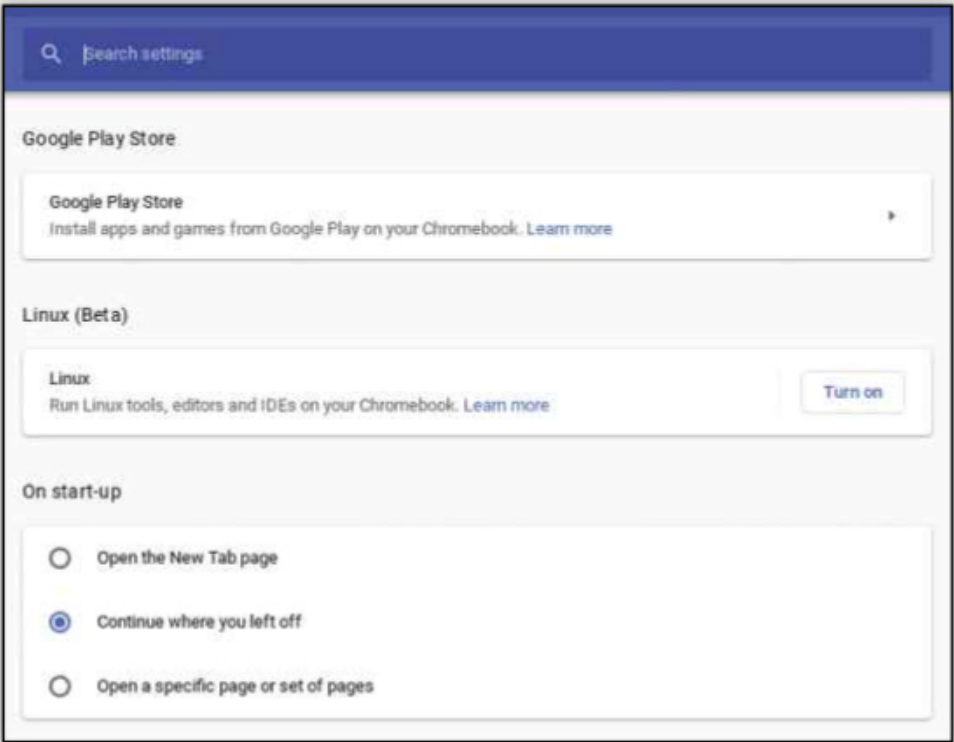 Search settings
Google Play Store
Google Play Store
Install apps and games from Google Play on your Chromebook. Learn more
Linux (Beta)
Linux
Run Linux tools, editors and IDEs on your Chromebook. Learn more
Turn on
On start-up
Open the New Tab page
Continue where you left off
Open a specific page or set of pages